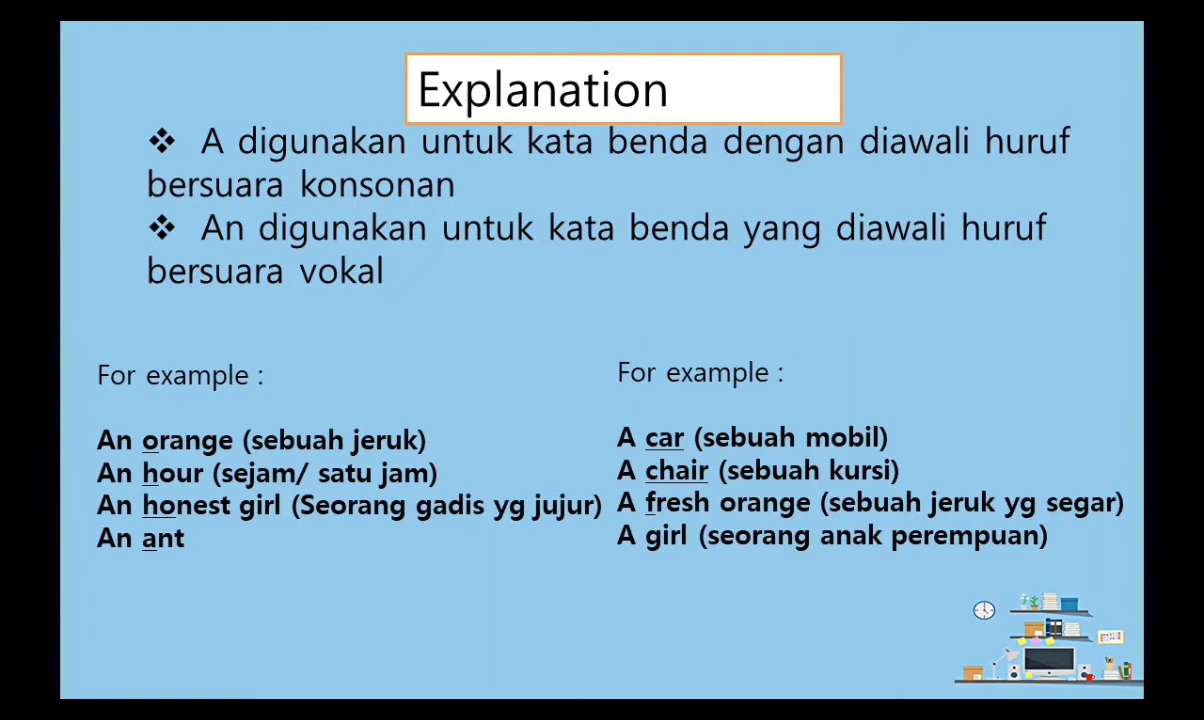 Explanation
❖ A digunakan untuk kata benda dengan diawali huruf
bersuara konsonan
❖ An digunakan untuk kata benda yang diawali huruf
bersuara vokal
For example :
An orange (sebuah jeruk)
An hour (sejam/ satu jam)
An honest girl (Seorang gadis yg jujur)
An ant
For example :
A car (sebuah mobil)
A chair (sebuah kursi)
A fresh orange (sebuah jeruk yg segar)
A girl (seorang anak perempuan)